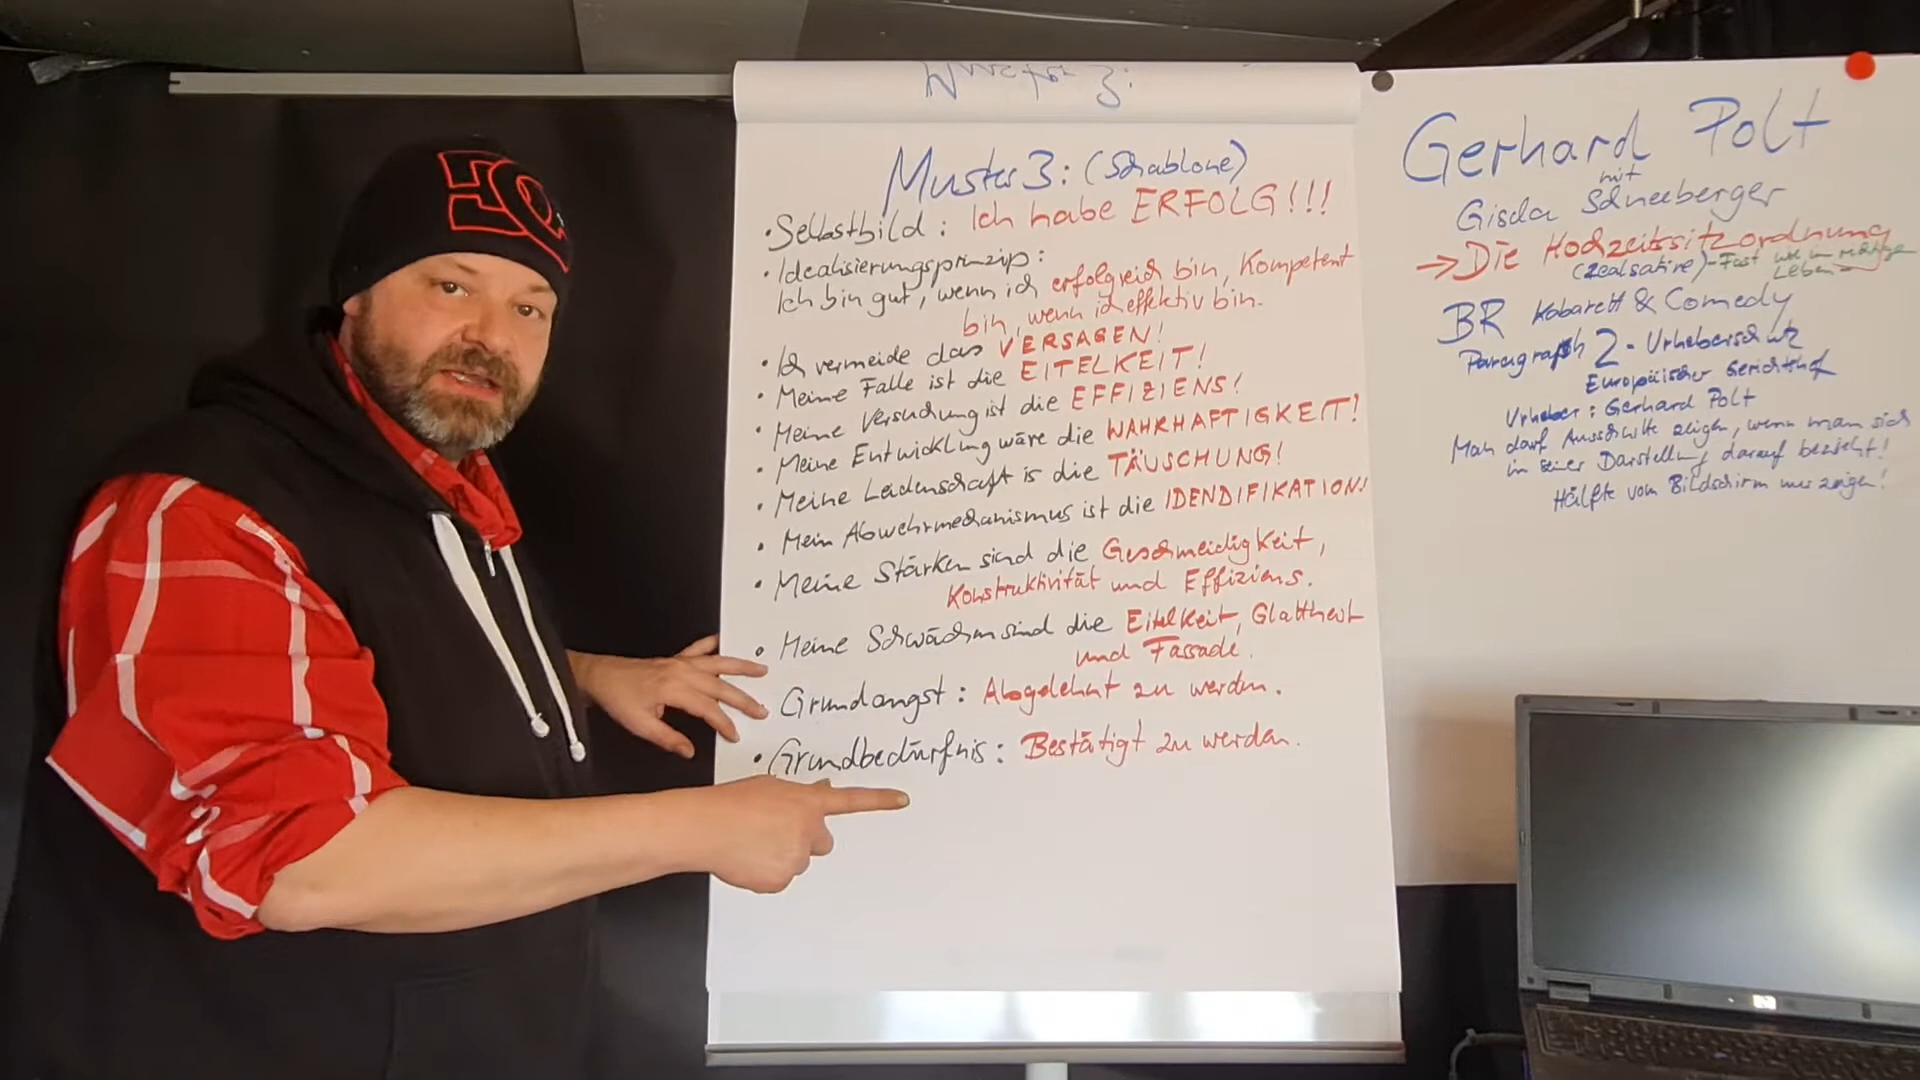 Muster 3: (Schablone)
• Selbstbild: Ich habe ERFOLG!!!
• Idealisierungsprinzip:
Ich bin gut, wenn ich erfolgreich bin, Kompetent
bin, wenn ich effektiv bin.
• Ich vermeide das VERSAGEN!
• Meine Falle ist die EITELKEIT!
• Meine Versuchung ist die EFFIZIENS!
• Meine Entwicklung wäre die WAHRHAFTIGKEIT!
• Meine Leidenschaft is die TÄUSCHUNG!
• Mein Abwehrmechanismus ist die IDENDIFIKATION!
• Meine Stärken sind die Geschmeidigkeit,
Konstruktivität und Effiziens.
• Meine Schwächen sind die Eitelkeit, Glattheit
und Fassade.
• Grundangst: Abgelehnt zu werden.
• Grundbedürfnis: Bestätigt zu werden.
Gerhard Polt
mit
Gisela Schneeberger
→ Die Hochzeitssitzordnung
(Realsatire) - Fast wie im richtigen
Leben -
BR Kabarett & Comedy
Paragraph 2 - Urheberschutz
Europäischer Gerichtshof
Urheber: Gerhard Polt
Man darf Ausschnitte zeigen, wenn man sich
in seiner Darstellung darauf bezieht!
Hälfte vom Bildschirm nur zeigen!